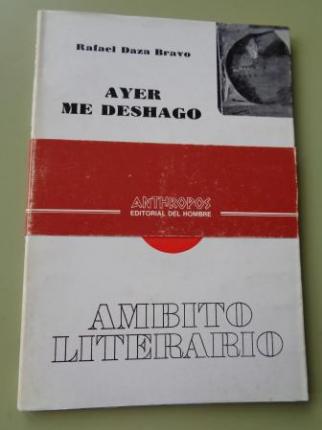 Rafael Daza Bravo
AYER
ME DESHAGO
ANTHROPOS
EDITORIAL DEL HOMBRE
AMBITO
LITERARIO